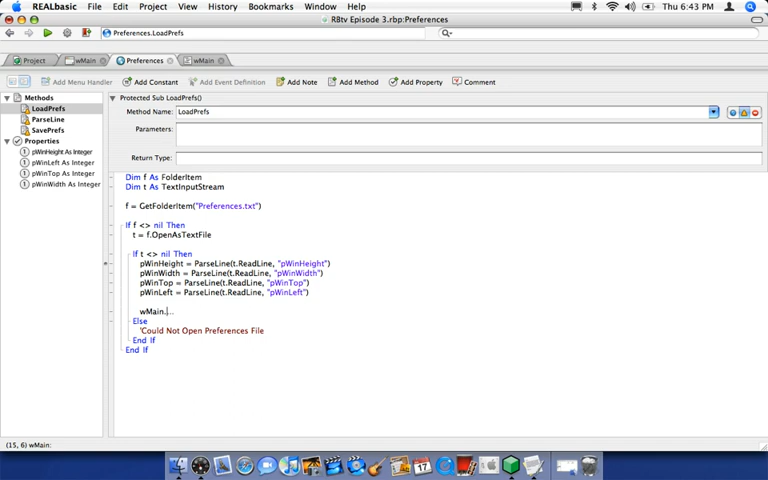 REALbasic File Edit Project View History Bookmarks Window Help Thu 6:43 PM
RBtv Episode 3.rbp:Preferences
Preferences.LoadPrefs
Project wMain Preferences wMain
Add Menu Handler Add Constant Add Event Definition Add Note Add Method Add Property Comment
Methods
LoadPrefs
ParseLine
SavePrefs
Properties
pWinHeight As Integer
pWinLeft As Integer
pWinTop As Integer
pWinWidth As Integer
Protected Sub LoadPrefs()
Method Name: LoadPrefs
Parameters:
Return Type:
Dim f As FolderItem
Dim t As TextInputStream
f = GetFolderItem("Preferences.txt")
If f <> nil Then
t = f.OpenAsTextFile
If t <> nil Then
pWinHeight = ParseLine(t.ReadLine, "pWinHeight")
pWinWidth = ParseLine(t.ReadLine, "pWinWidth")
pWinTop = ParseLine(t.ReadLine, "pWinTop")
pWinLeft = ParseLine(t.ReadLine, "pWinLeft")
wMain....
Else
'Could Not Open Preferences File
End If
End If
(15, 6) wMain:
17